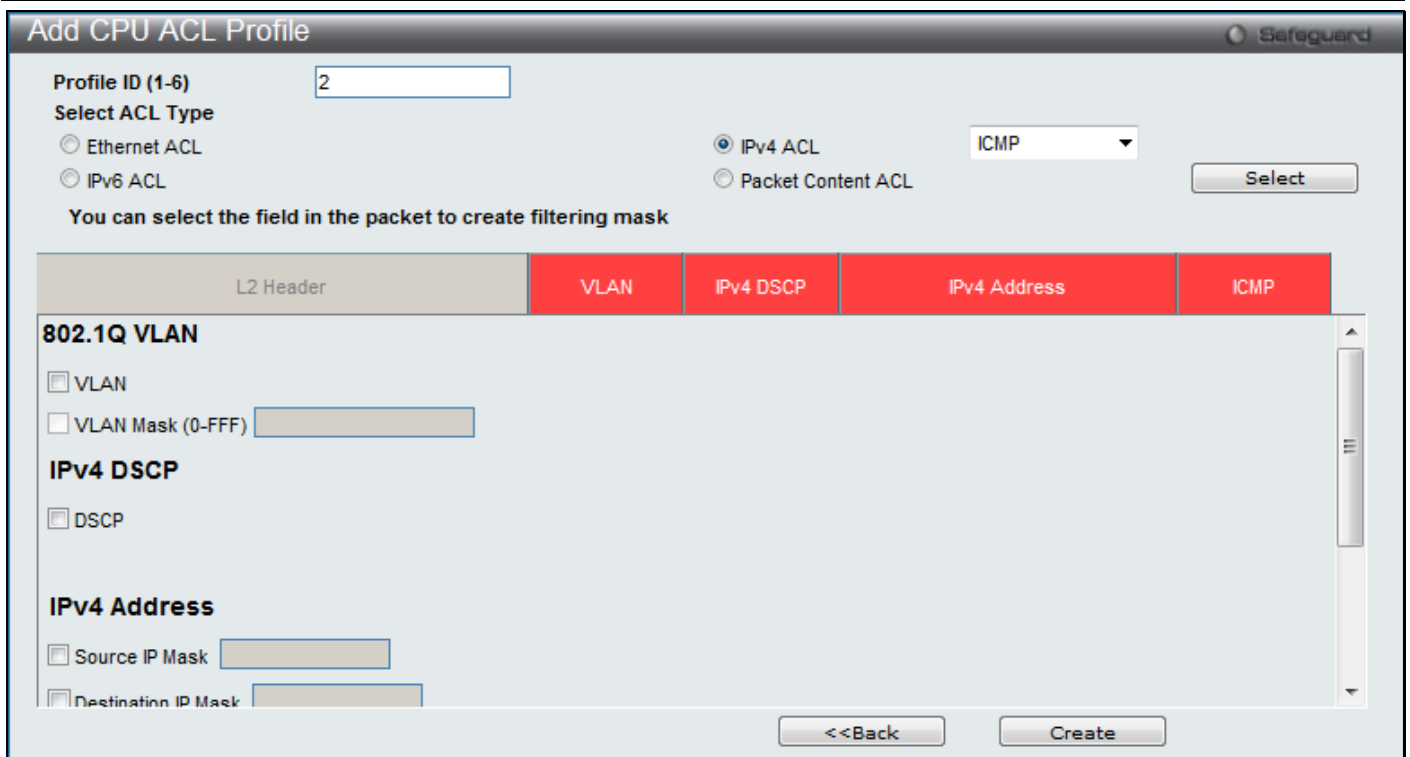 Add CPU ACL Profile
Safeguard
Profile ID (1-6) 2
Select ACL Type
Ethernet ACL
IPv4 ACL ICMP
IPv6 ACL
Packet Content ACL
Select
You can select the field in the packet to create filtering mask
L2 Header VLAN IPv4 DSCP IPv4 Address ICMP
802.1Q VLAN
VLAN
VLAN Mask (0-FFF)
IPv4 DSCP
DSCP
IPv4 Address
Source IP Mask
Destination IP Mask
<<Back Create